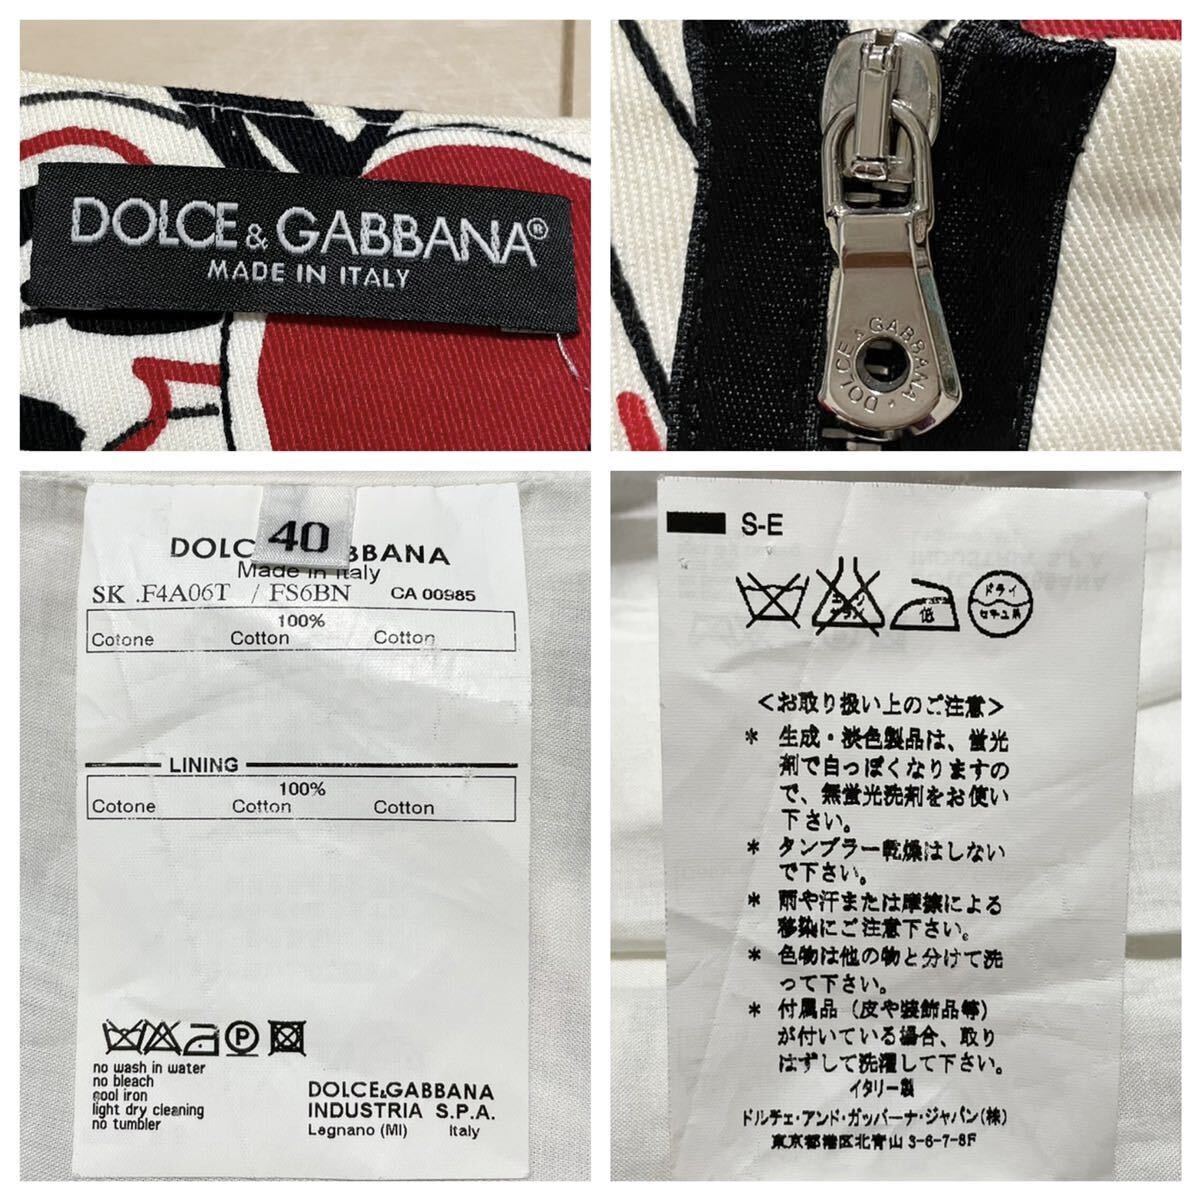 DOLCE & GABBANA®
MADE IN ITALY
DOLCE & GABBANA
40
DOLC BBANA
Made in Italy
SK .F4A06T / FS6BN CA 00985
100%
Cotone Cotton Cotton
LINING
100%
Cotone Cotton Cotton
P
no wash in water
no bleach
cool iron
light dry cleaning
no tumbler
DOLCE&GABBANA
INDUSTRIA S.P.A.
Legnano (MI) Italy
S-E
エンソ
サラシ
低
ドライ
セキユ系
＜お取り扱い上のご注意＞
* 生成・淡色製品は、蛍光
剤で白っぽくなりますの
で、無蛍光洗剤をお使い
下さい。
* タンブラー乾燥はしない
で下さい。
* 雨や汗または摩擦による
移染にご注意下さい。
* 色物は他の物と分けて洗
って下さい。
* 付属品（皮や装飾品等）
が付いている場合、取り
はずして洗濯して下さい。
イタリー製
ドルチェ・アンド・ガッバーナ・ジャパン(株)
東京都港区北青山3-6-7-8F